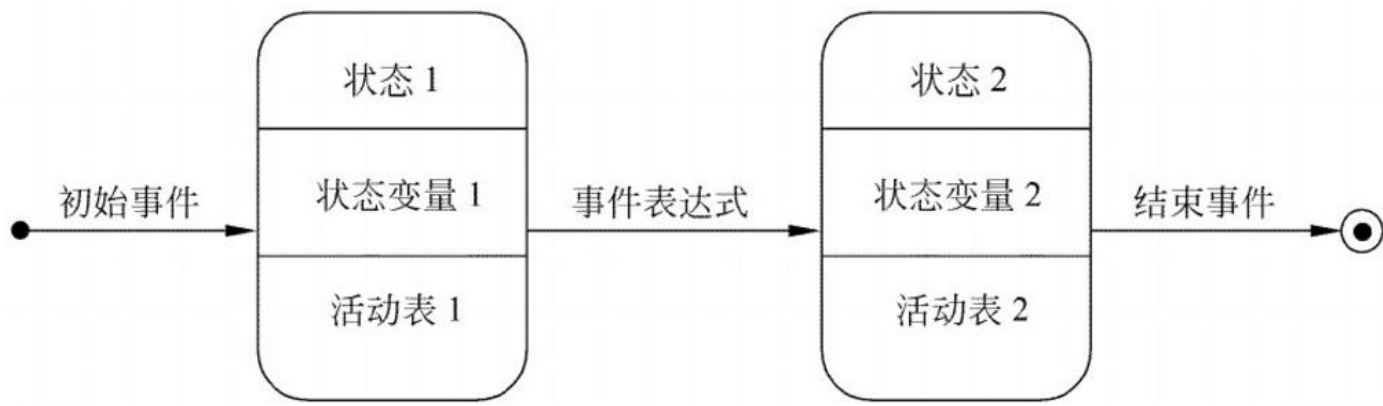 状态 1
状态 2
初始事件
状态变量 1
事件表达式
状态变量 2
结束事件
活动表 1
活动表 2